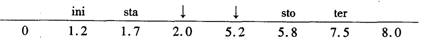 ini sta ↓ ↓ sto ter
0 1.2 1.7 2.0 5.2 5.8 7.5 8.0